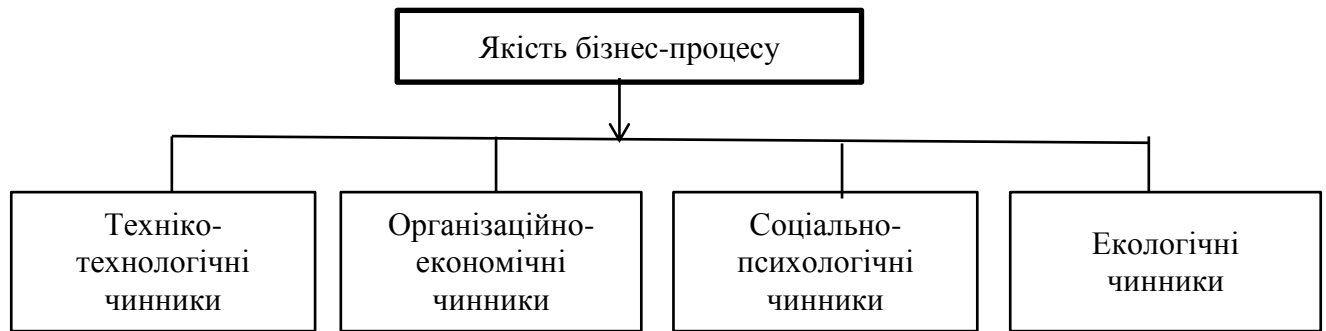 Якість бізнес-процесу
Техніко-
технологічні
чинники
Організаційно-
економічні
чинники
Соціально-
психологічні
чинники
Екологічні
чинники